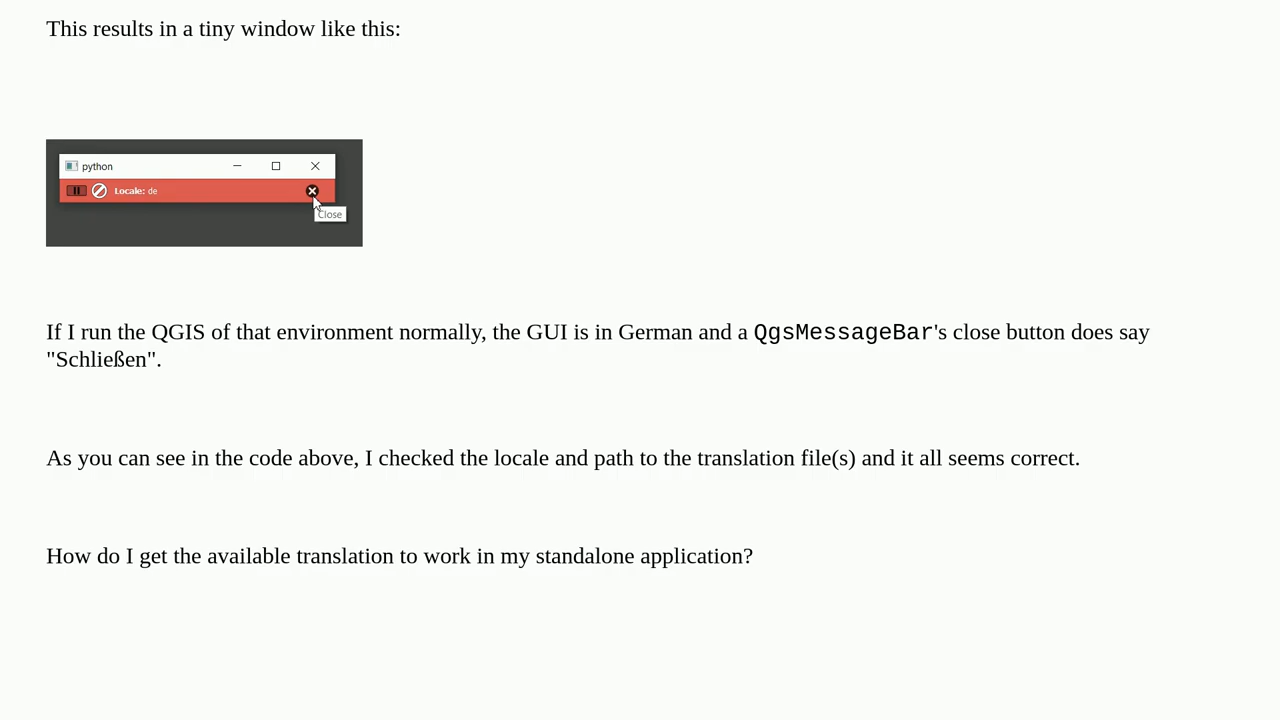 This results in a tiny window like this:
python
Locale: de
Close
If I run the QGIS of that environment normally, the GUI is in German and a QgsMessageBar's close button does say
"Schließen".
As you can see in the code above, I checked the locale and path to the translation file(s) and it all seems correct.
How do I get the available translation to work in my standalone application?